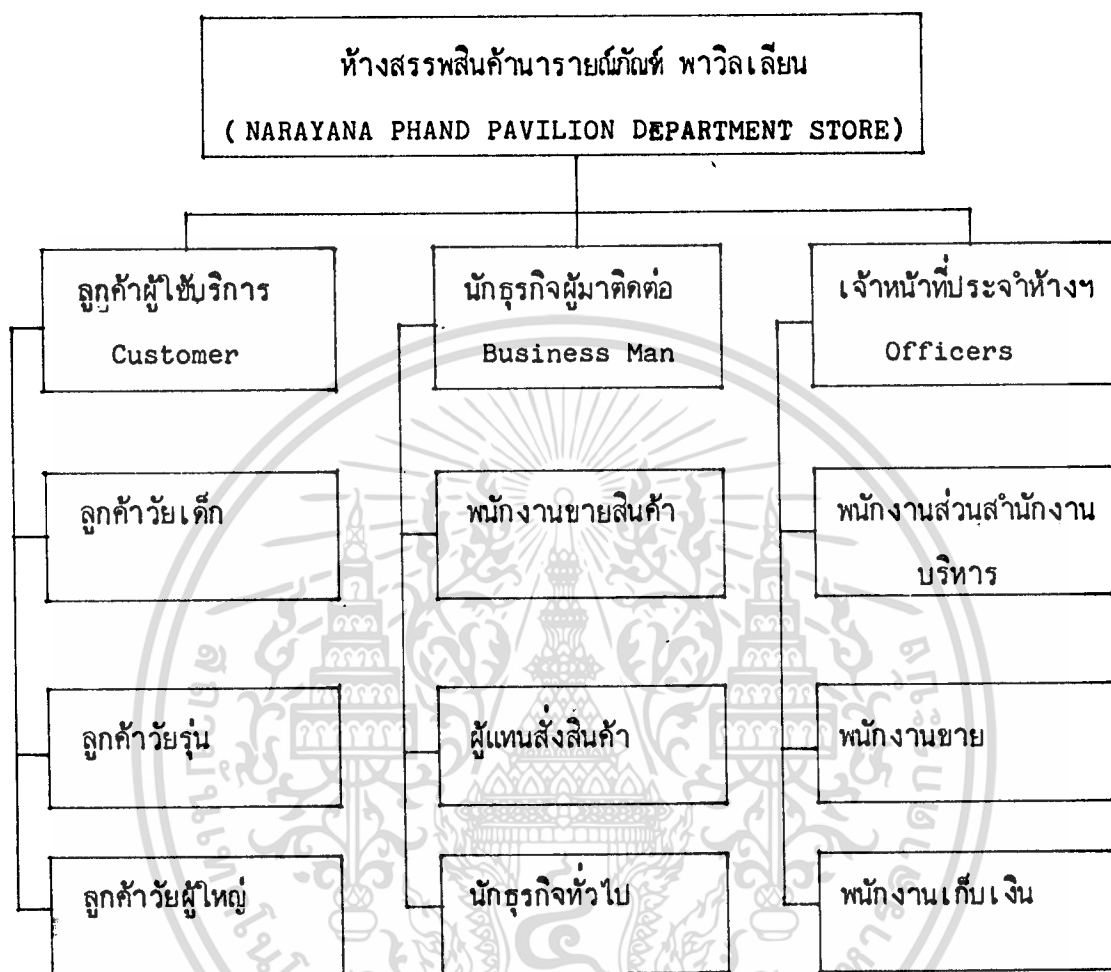 ห้างสรรพสินค้านารายณ์ภัณฑ์ พาวิลเลียน
( NARAYANA PHAND PAVILION DEPARTMENT STORE)
ลูกค้าผู้ใช้บริการ
Customer
นักธุรกิจผู้มาติดต่อ
Business Man
เจ้าหน้าที่ประจำห้างฯ
Officers
ลูกค้าวัยเด็ก
พนักงานขายสินค้า
พนักงานส่วนสำนักงาน
บริหาร
ลูกค้าวัยรุ่น
ผู้แทนสั่งสินค้า
พนักงานขาย
ลูกค้าวัยผู้ใหญ่
นักธุรกิจทั่วไป
พนักงานเก็บเงิน